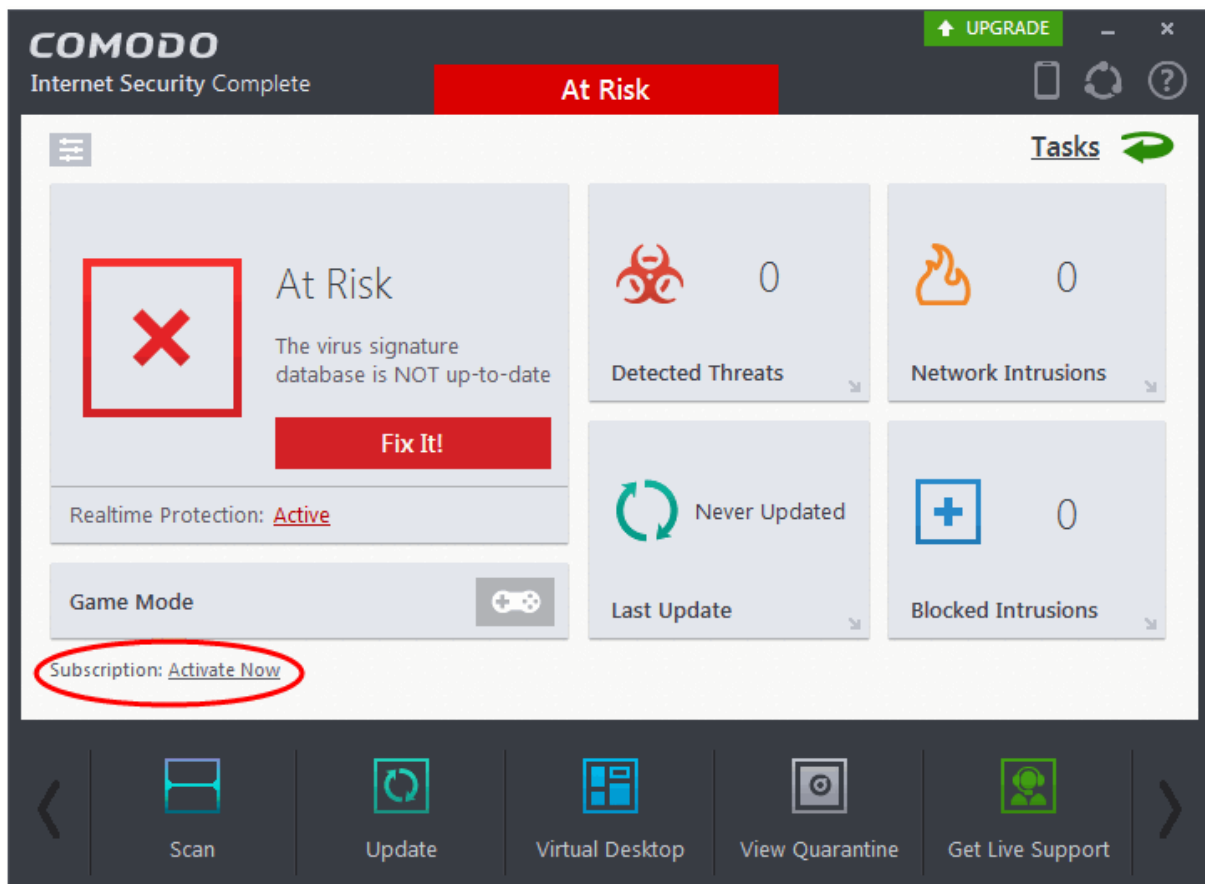 UPGRADE
COMODO
Internet Security Complete
At Risk
Tasks
At Risk
The virus signature
database is NOT up-to-date
Fix It!
Realtime Protection: Active
Game Mode
Subscription: Activate Now
0
Detected Threats
0
Network Intrusions
Never Updated
Last Update
0
Blocked Intrusions
Scan
Update
Virtual Desktop
View Quarantine
Get Live Support